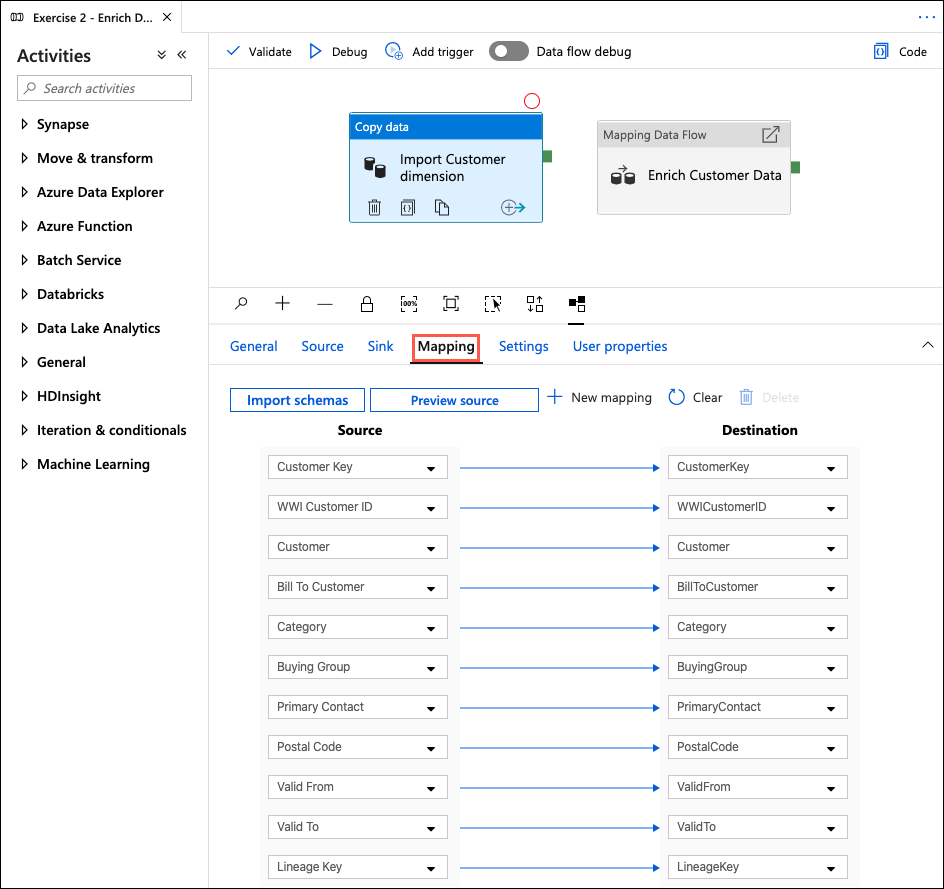 Exercise 2 - Enrich D...
Activities
Search activities
Synapse
Move & transform
Azure Data Explorer
Azure Function
Batch Service
Databricks
Data Lake Analytics
General
HDInsight
Iteration & conditionals
Machine Learning
Validate Debug Add trigger Data flow debug Code
Copy data
Import Customer
dimension
Mapping Data Flow
Enrich Customer Data
100%
General Source Sink Mapping Settings User properties
Import schemas Preview source New mapping Clear Delete
Source Destination
Customer Key CustomerKey
WWI Customer ID WWICustomerID
Customer Customer
Bill To Customer BillToCustomer
Category Category
Buying Group BuyingGroup
Primary Contact PrimaryContact
Postal Code PostalCode
Valid From ValidFrom
Valid To ValidTo
Lineage Key LineageKey